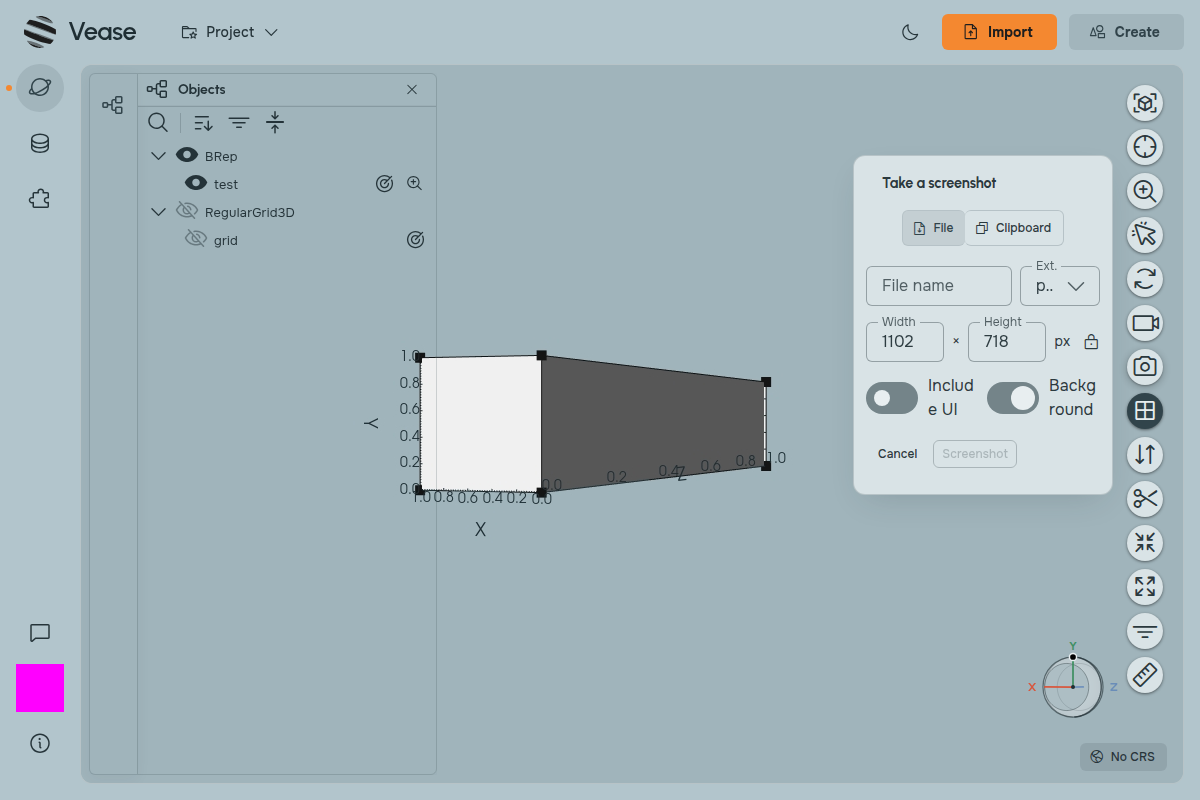 Vease
Project
Import
Create
Objects
BRep
test
RegularGrid3D
grid
Take a screenshot
File
Clipboard
File name
Ext.
p..
Width
1102
×
Height
718
px
Includ
e UI
Backg
round
Cancel
Screenshot
1.0
0.8
0.6
0.4
0.2
0.0
Y
1.0 0.8 0.6 0.4 0.2 0.0
X
0.0 0.2 0.4 0.6 0.8 1.0
Z
Y
X
Z
No CRS